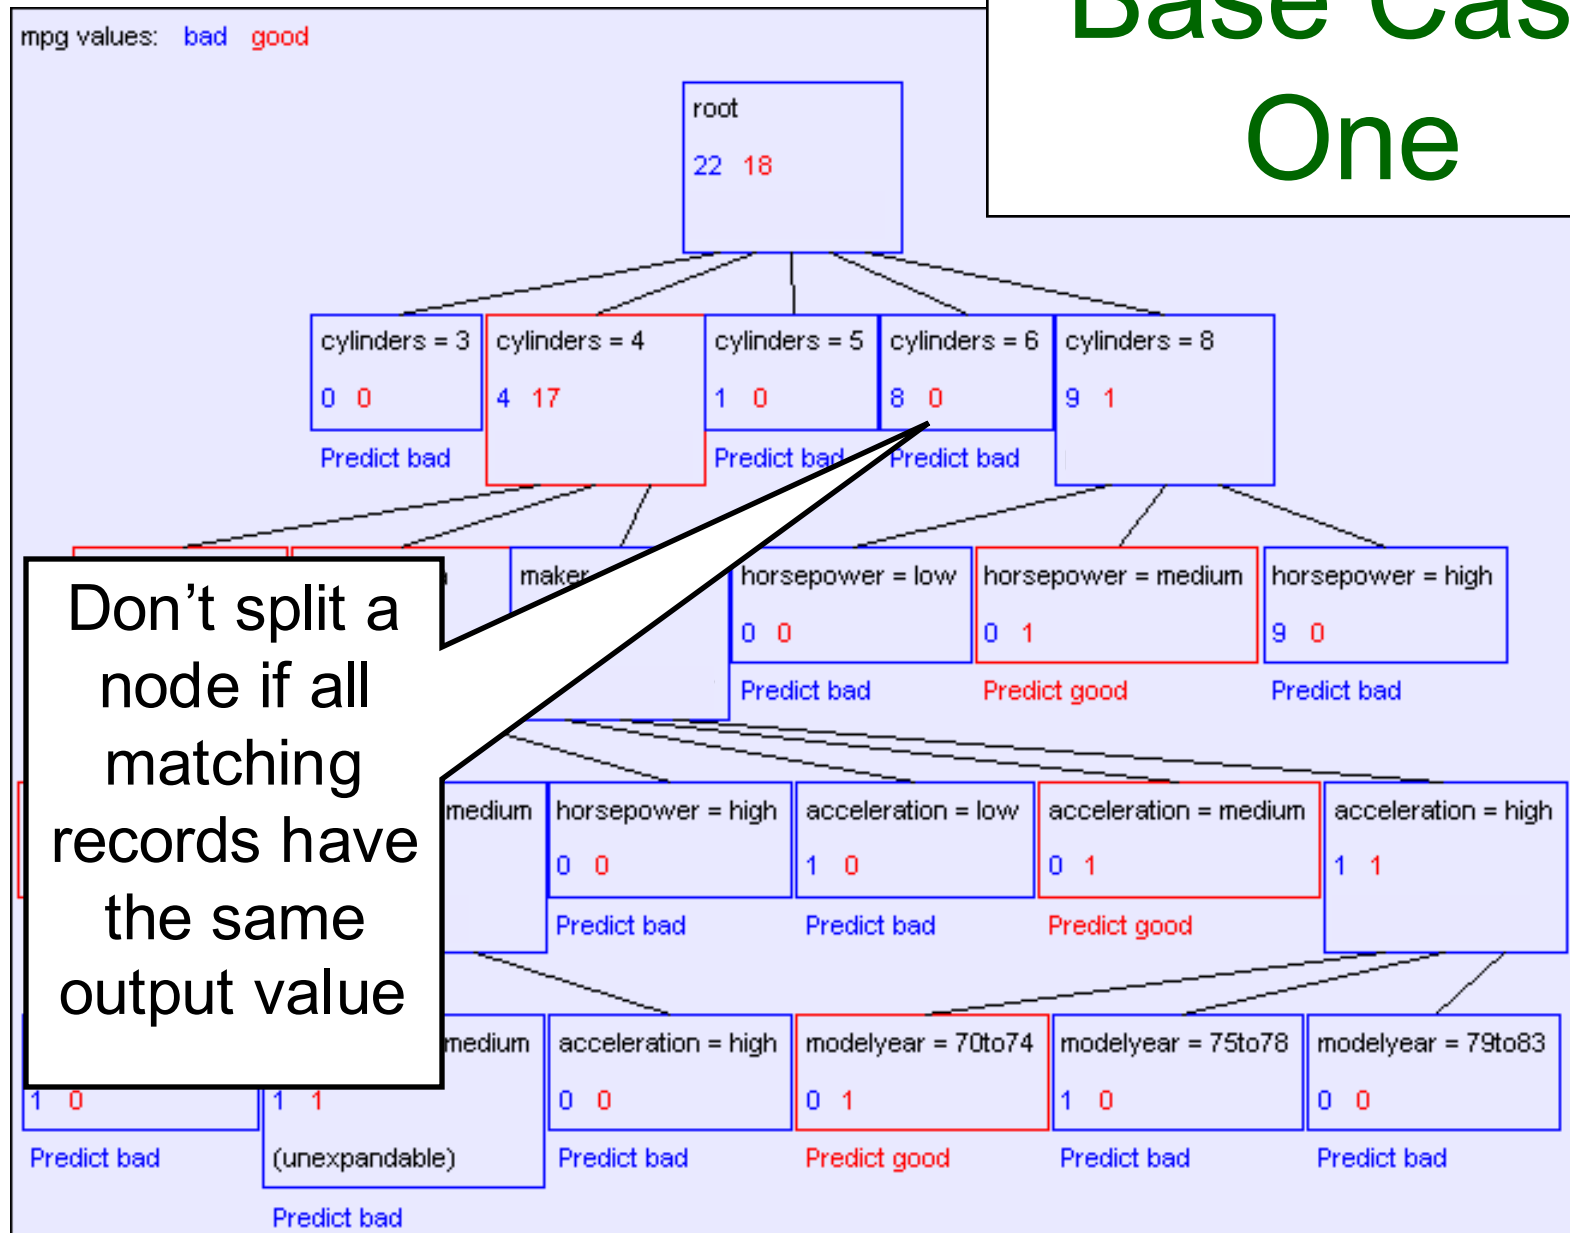 Base Cas
One
mpg values: bad good
root
22 18
cylinders = 3 cylinders = 4 cylinders = 5 cylinders = 6 cylinders = 8
0 0 4 17 1 0 8 0 9 1
Predict bad Predict bad Predict bad
maker horsepower = low horsepower = medium horsepower = high
0 0 0 1 9 0
Predict bad Predict good Predict bad
Don't split a
node if all
matching
records have
the same
output value
medium horsepower = high acceleration = low acceleration = medium acceleration = high
0 0 1 0 0 1 1 1
Predict bad Predict bad Predict good
medium acceleration = high modelyear = 70to74 modelyear = 75to78 modelyear = 79to83
1 0 1 1 0 0 0 1 1 0 0 0
Predict bad (unexpandable) Predict bad Predict good Predict bad Predict bad
Predict bad